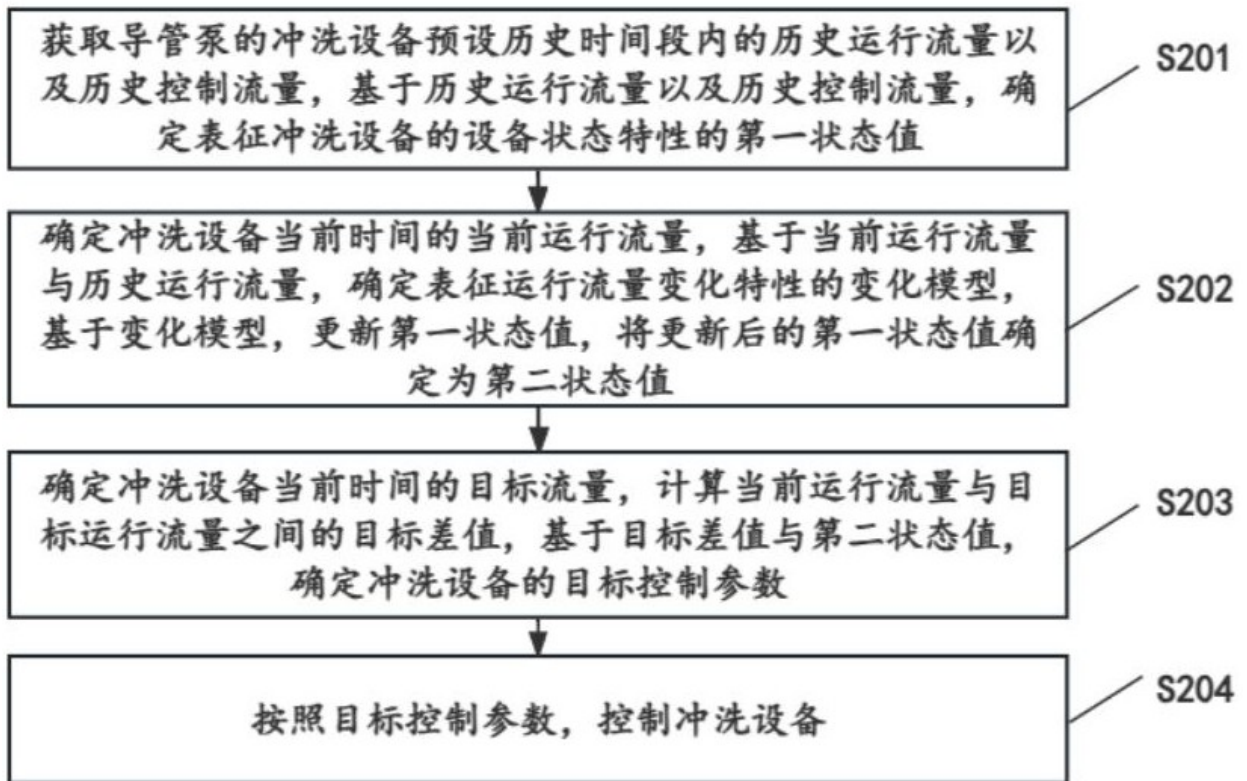 获取导管泵的冲洗设备预设历史时间段内的历史运行流量以
及历史控制流量，基于历史运行流量以及历史控制流量，确
定表征冲洗设备的设备状态特性的第一状态值
S201
确定冲洗设备当前时间的当前运行流量，基于当前运行流量
与历史运行流量，确定表征运行流量变化特性的变化模型，
基于变化模型，更新第一状态值，将更新后的第一状态值确
定为第二状态值
S202
确定冲洗设备当前时间的目标流量，计算当前运行流量与目
标运行流量之间的目标差值，基于目标差值与第二状态值，
确定冲洗设备的目标控制参数
S203
按照目标控制参数，控制冲洗设备
S204